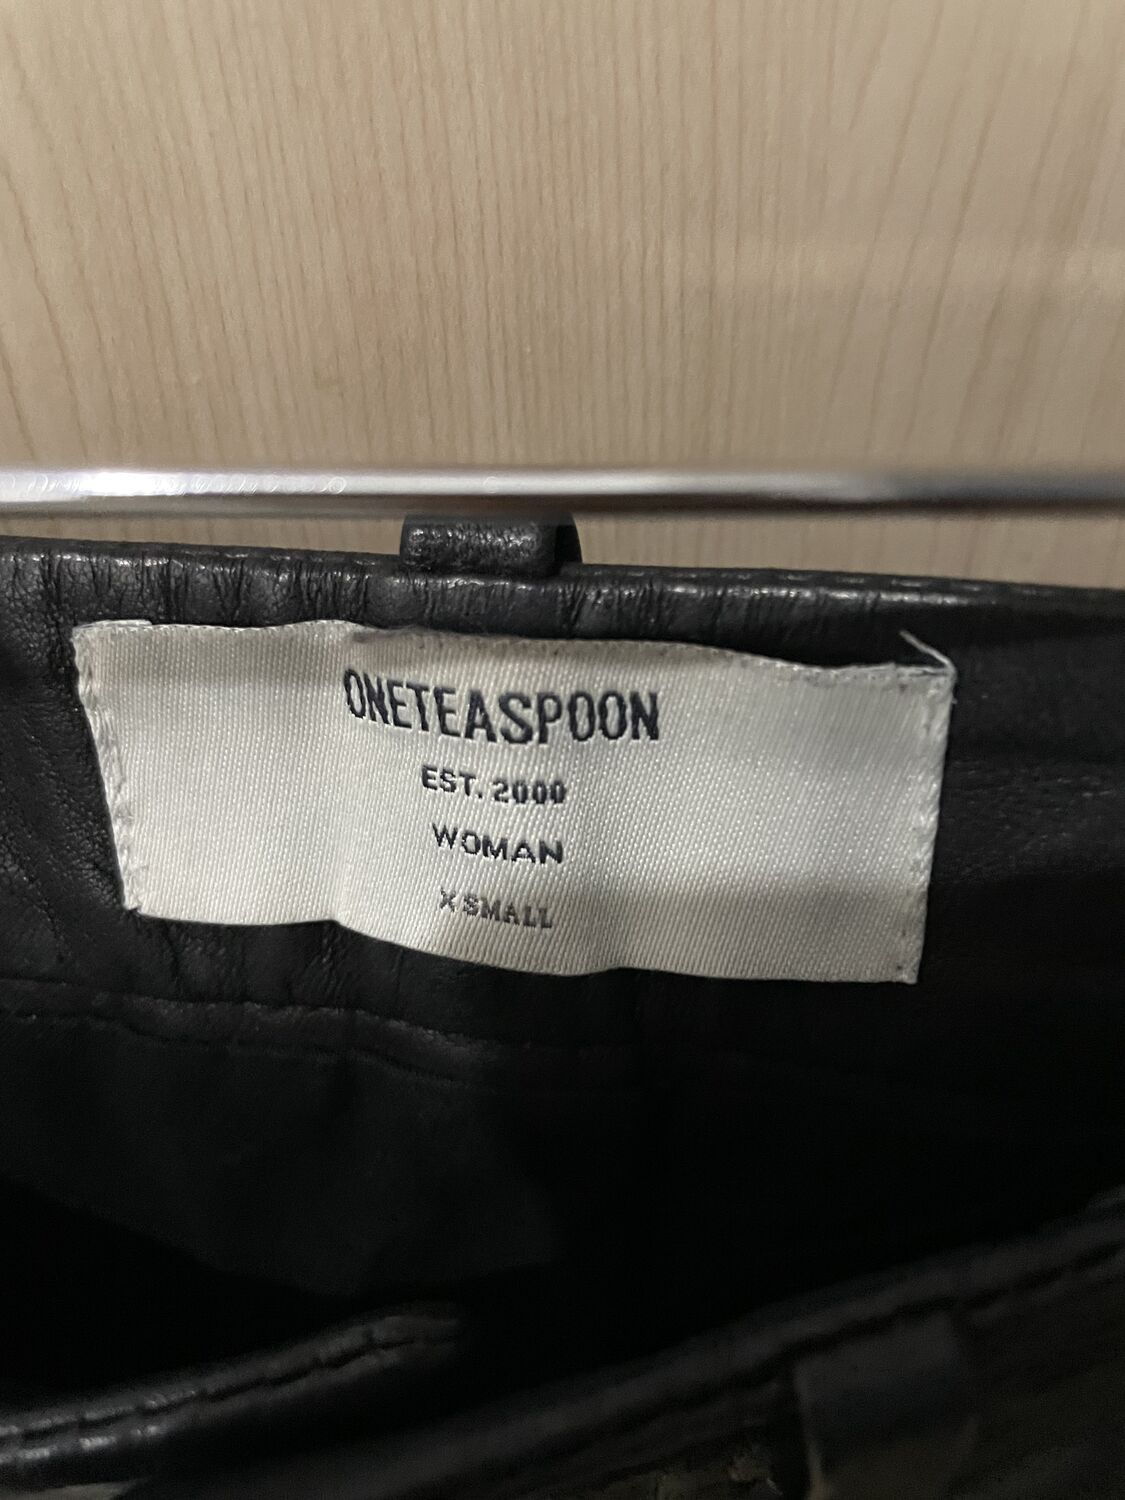 ONETEASPOON
EST. 2000
WOMAN
X SMALL